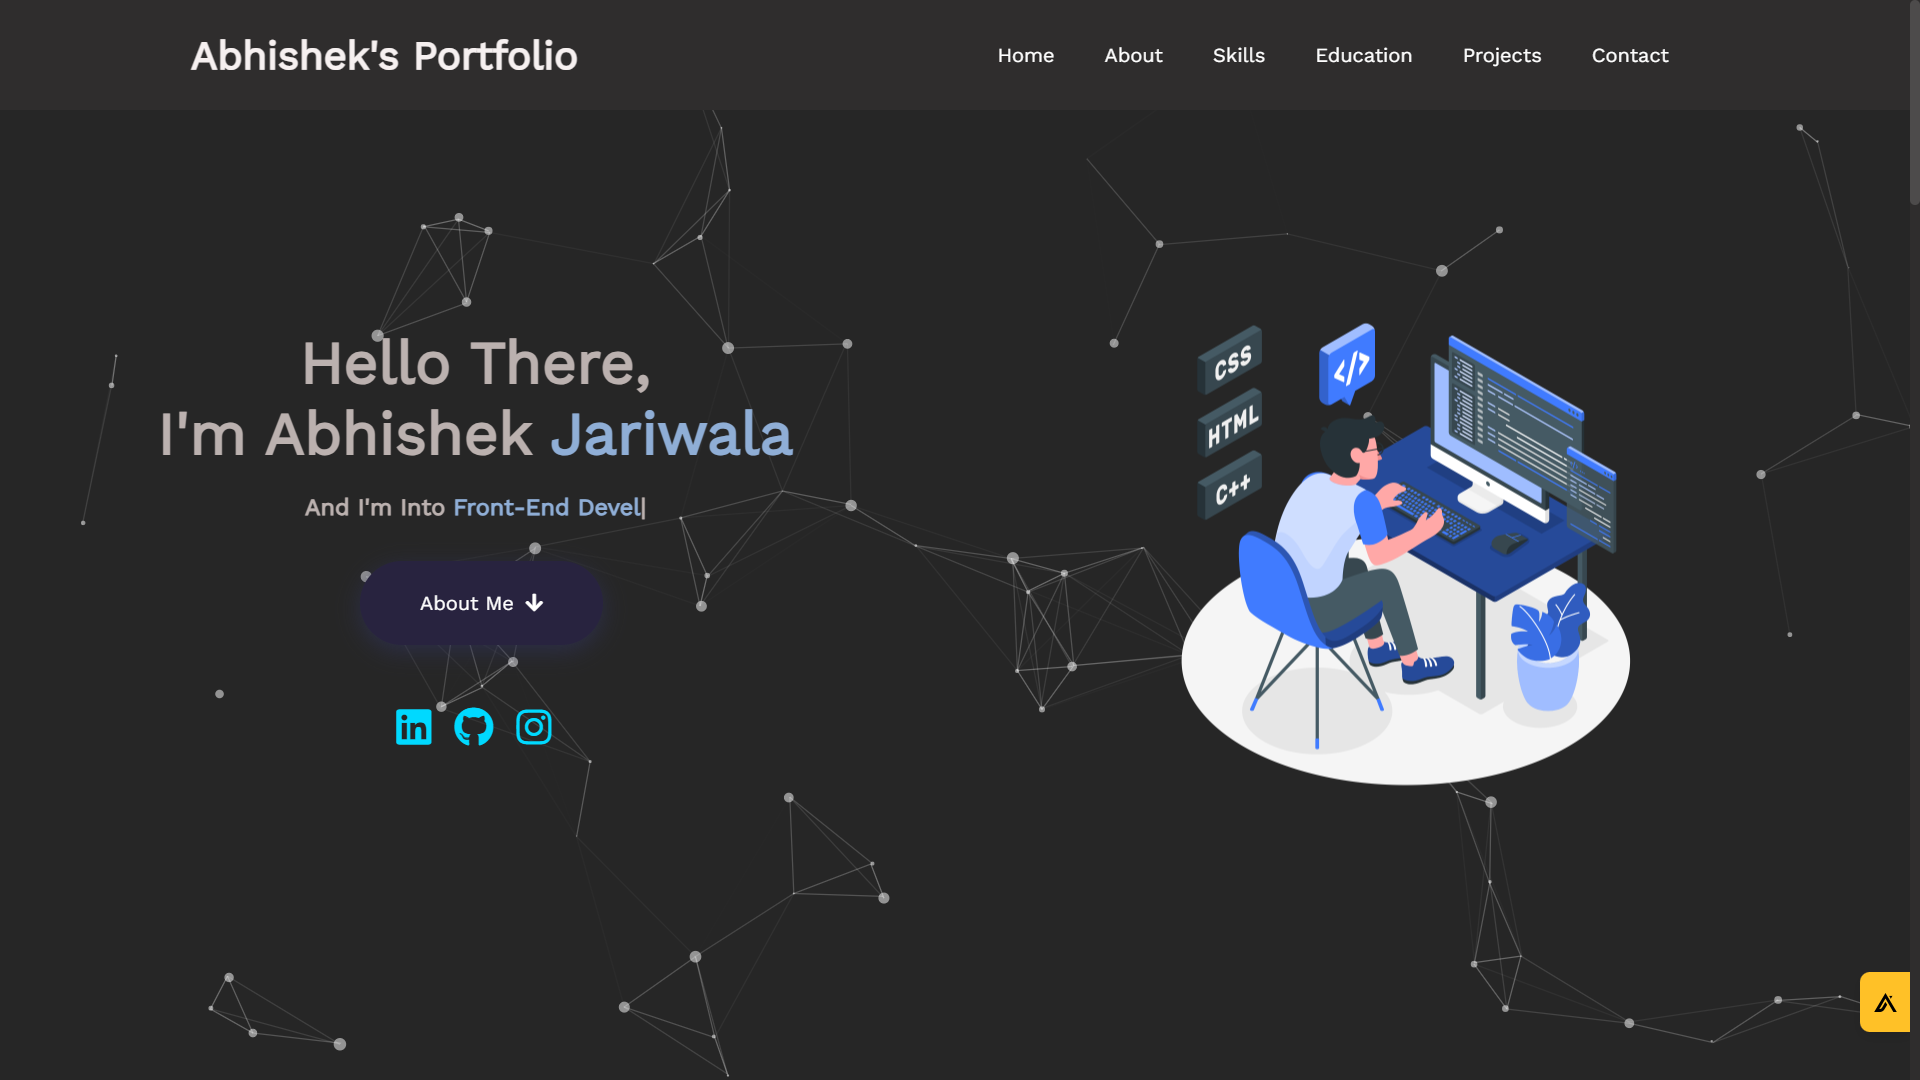 Abhishek's Portfolio
Home About Skills Education Projects Contact
Hello There,
I'm Abhishek Jariwala
And I'm Into Front-End Devel|
About Me
CSS
</>
HTML
C++